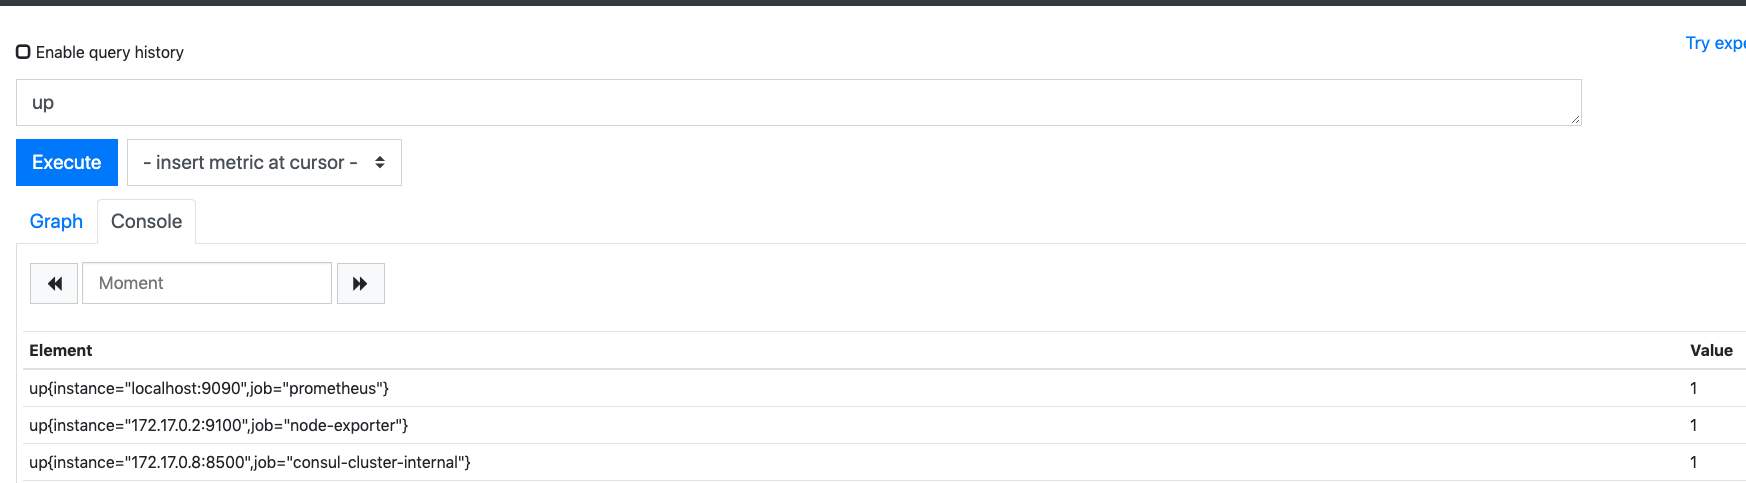 Enable query history
Try expe
up
Execute
- insert metric at cursor -
Graph
Console
Moment
Element Value
up{instance="localhost:9090",job="prometheus"} 1
up{instance="172.17.0.2:9100",job="node-exporter"} 1
up{instance="172.17.0.8:8500",job="consul-cluster-internal"} 1